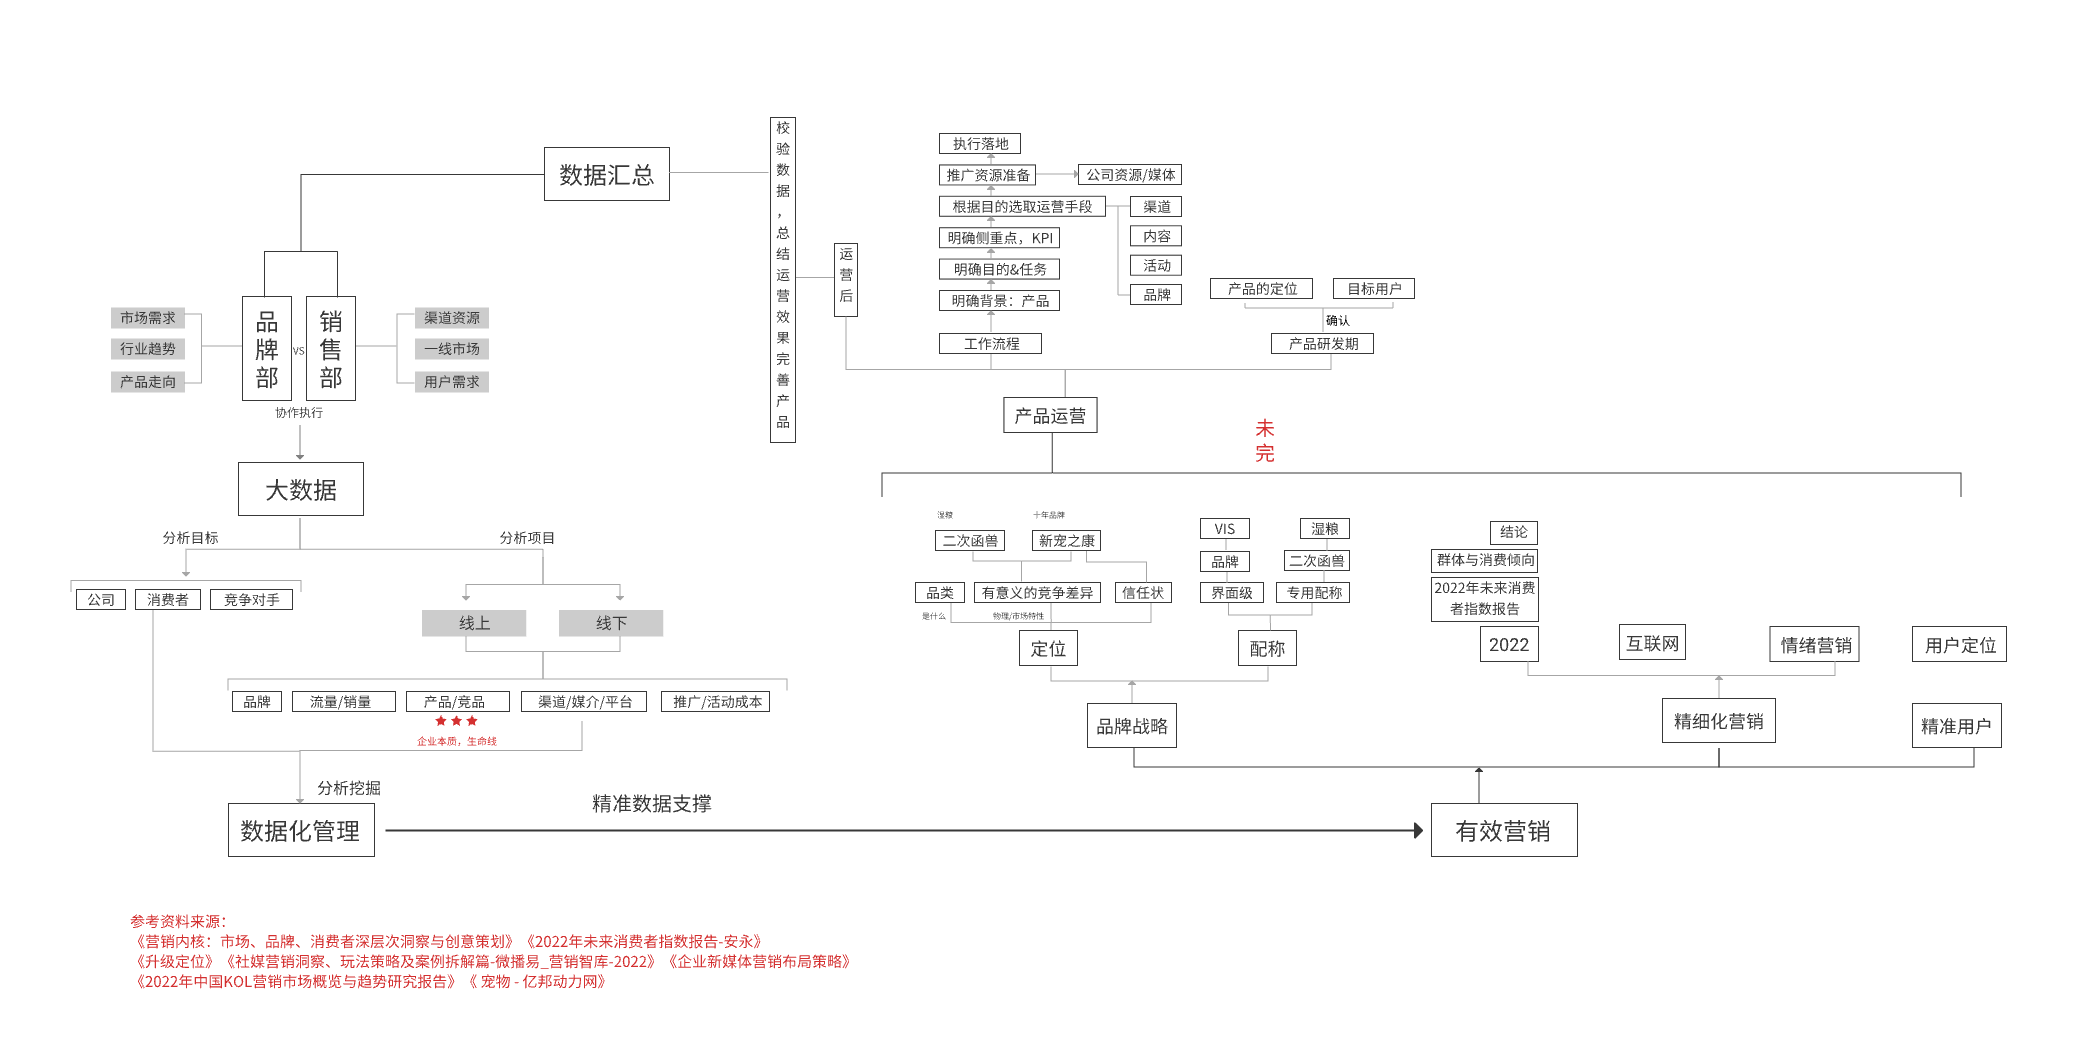 数据汇总
校
验
数
据
，
总
结
运
营
效
果
完
善
产
品
运
营
后
执行落地
推广资源准备
公司资源/媒体
根据目的选取运营手段
渠道
明确侧重点，KPI
内容
明确目的&任务
活动
明确背景：产品
品牌
工作流程
产品的定位
目标用户
确认
产品研发期
产品运营
未
完
市场需求
行业趋势
产品走向
品
牌
部
VS
销
售
部
渠道资源
一线市场
用户需求
协作执行
大数据
分析目标
分析项目
公司
消费者
竞争对手
线上
线下
品牌
流量/销量
产品/竞品
渠道/媒介/平台
推广/活动成本
企业本质，生命线
分析挖掘
数据化管理
精准数据支撑
有效营销
湿粮
十年品牌
二次函兽
新宠之康
品类
有意义的竞争差异
信任状
是什么
物理/市场特性
定位
VIS
湿粮
品牌
二次函兽
界面级
专用配称
配称
品牌战略
结论
群体与消费倾向
2022年未来消费
者指数报告
2022
互联网
情绪营销
用户定位
精细化营销
精准用户
参考资料来源：
《营销内核：市场、品牌、消费者深层次洞察与创意策划》《2022年未来消费者指数报告-安永》
《升级定位》《社媒营销洞察、玩法策略及案例拆解篇-微播易_营销智库-2022》《企业新媒体营销布局策略》
《2022年中国KOL营销市场概览与趋势研究报告》《 宠物 - 亿邦动力网》